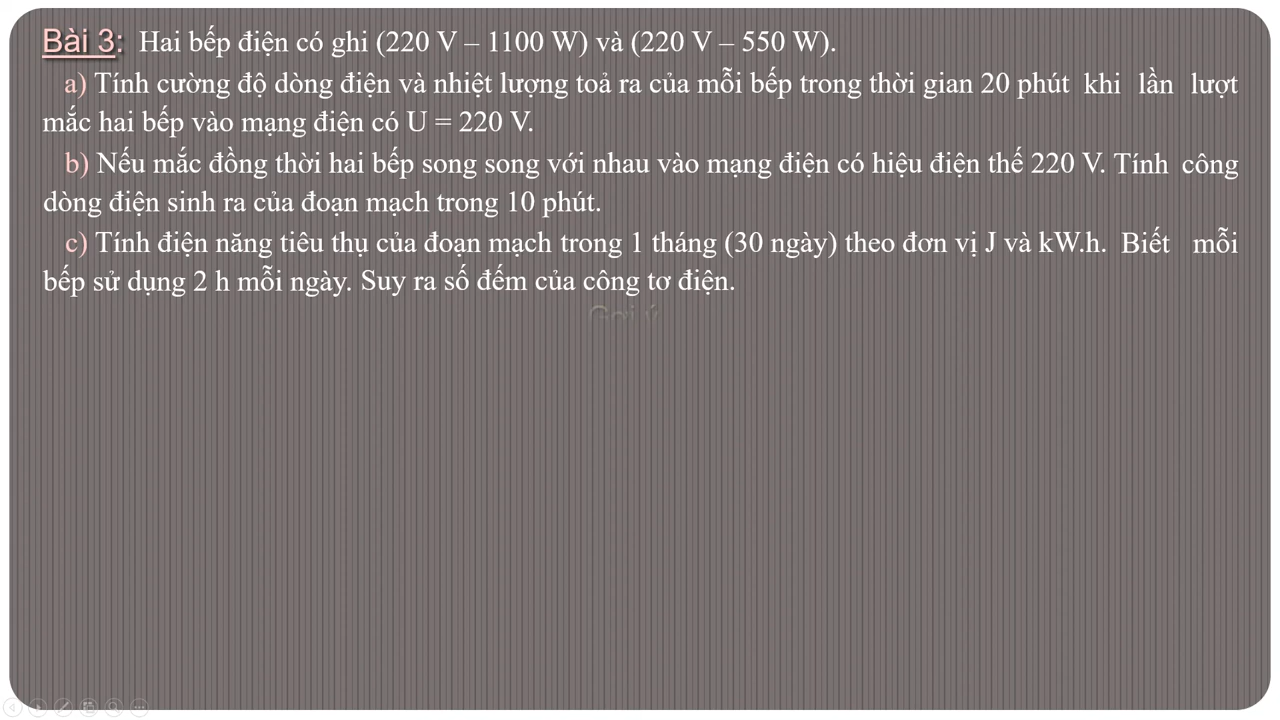 Bài 3: Hai bếp điện có ghi (220 V – 1100 W) và (220 V – 550 W).
a) Tính cường độ dòng điện và nhiệt lượng toả ra của mỗi bếp trong thời gian 20 phút khi lần lượt
mắc hai bếp vào mạng điện có U = 220 V.
b) Nếu mắc đồng thời hai bếp song song với nhau vào mạng điện có hiệu điện thế 220 V. Tính công
dòng điện sinh ra của đoạn mạch trong 10 phút.
c) Tính điện năng tiêu thụ của đoạn mạch trong 1 tháng (30 ngày) theo đơn vị J và kW.h. Biết mỗi
bếp sử dụng 2 h mỗi ngày. Suy ra số đếm của công tơ điện.
Gợi ý